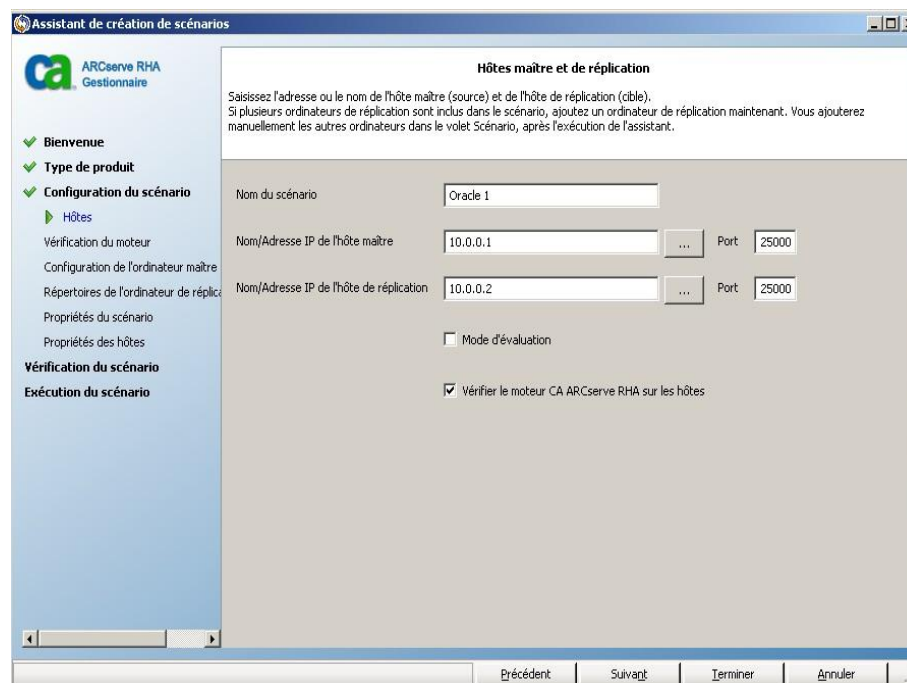 Assistant de création de scénarios
ca
ARCserve RHA
Gestionnaire
Bienvenue
Type de produit
Configuration du scénario
Hôtes
Vérification du moteur
Configuration de l'ordinateur maître
Répertoires de l'ordinateur de réplica
Propriétés du scénario
Propriétés des hôtes
Vérification du scénario
Exécution du scénario
Hôtes maître et de réplication
Saisissez l'adresse ou le nom de l'hôte maître (source) et de l'hôte de réplication (cible).
Si plusieurs ordinateurs de réplication sont inclus dans le scénario, ajoutez un ordinateur de réplication maintenant. Vous ajouterez
manuellement les autres ordinateurs dans le volet Scénario, après l'exécution de l'assistant.
Nom du scénario Oracle 1
Nom/Adresse IP de l'hôte maître 10.0.0.1 ... Port 25000
Nom/Adresse IP de l'hôte de réplication 10.0.0.2 ... Port 25000
Mode d'évaluation
Vérifier le moteur CA ARCserve RHA sur les hôtes
Précédent Suivant Terminer Annuler